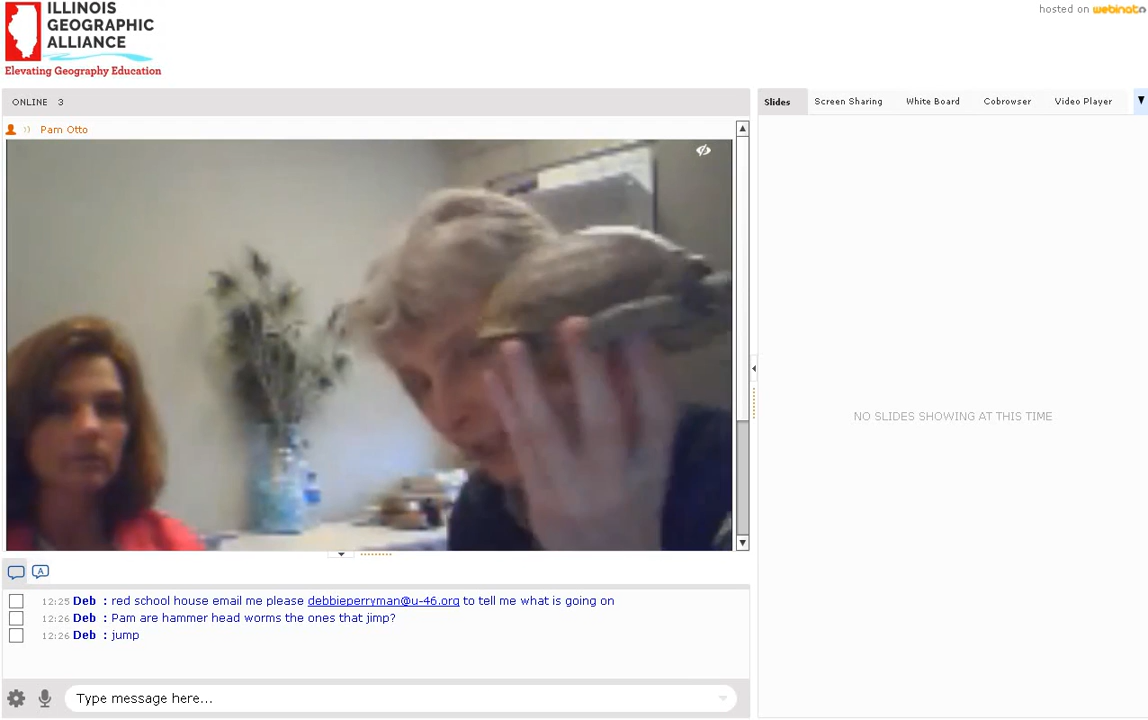 ILLINOIS
GEOGRAPHIC
ALLIANCE
Elevating Geography Education
hosted on webinato
ONLINE 3
Slides Screen Sharing White Board Cobrowser Video Player
Pam Otto
NO SLIDES SHOWING AT THIS TIME
A
12:25 Deb : red school house email me please debbieperryman@u-46.org to tell me what is going on
12:26 Deb : Pam are hammer head worms the ones that jimp?
12:26 Deb : jump
Type message here...